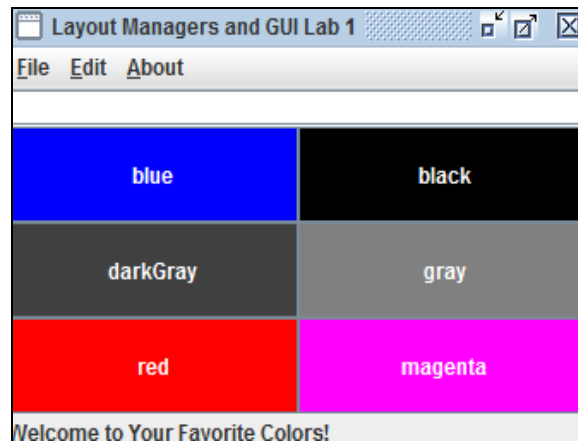 Layout Managers and GUI Lab 1
File Edit About
blue black
darkGray gray
red magenta
Welcome to Your Favorite Colors!